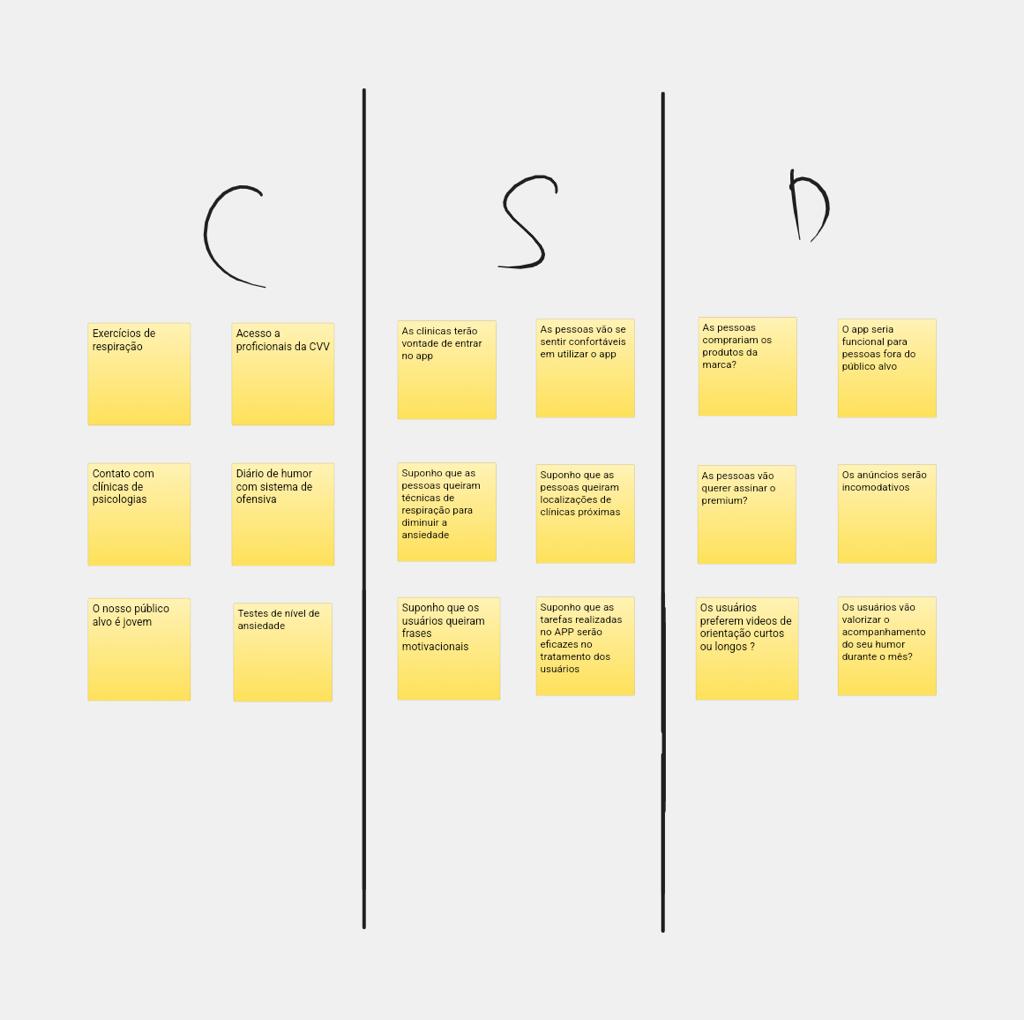 C
S
D
Exercícios de
respiração
Acesso a
proficionais da CVV
Contato com
clínicas de
psicologias
Diário de humor
com sistema de
ofensiva
O nosso público
alvo é jovem
Testes de nível de
ansiedade
As clinicas terão
vontade de entrar
no app
As pessoas vão se
sentir confortáveis
em utilizar o app
Suponho que as
pessoas queiram
técnicas de
respiração para
diminuir a
ansiedade
Suponho que as
pessoas queiram
localizações de
clínicas próximas
Suponho que os
usuários queiram
frases
motivacionais
Suponho que as
tarefas realizadas
no APP serão
eficazes no
tratamento dos
usuários
As pessoas
comprariam os
produtos da
marca?
O app seria
funcional para
pessoas fora do
público alvo
As pessoas vão
querer assinar o
premium?
Os anúncios serão
incomodativos
Os usuários
preferem videos de
orientação curtos
ou longos ?
Os usuários vão
valorizar o
acompanhamento
do seu humor
durante o mês?